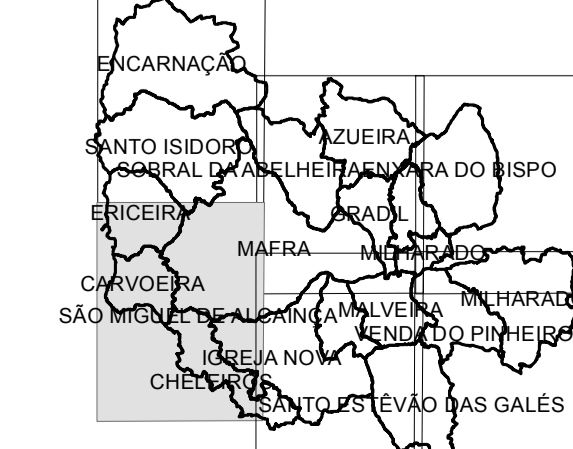 ENCARNAÇÃO
AZUEIRA
SANTO ISIDORO
SOBRAL DA ABELHEIRA
ENXARA DO BISPO
ERICEIRA
GRADIL
MAFRA
MILHARADO
CARVOEIRA
MILHARAD
SÃO MIGUEL DE ALCAINÇA
MALVEIRA
VENDA DO PINHEIRO
IGREJA NOVA
CHELEIROS
SANTO ESTÊVÃO DAS GALÉS